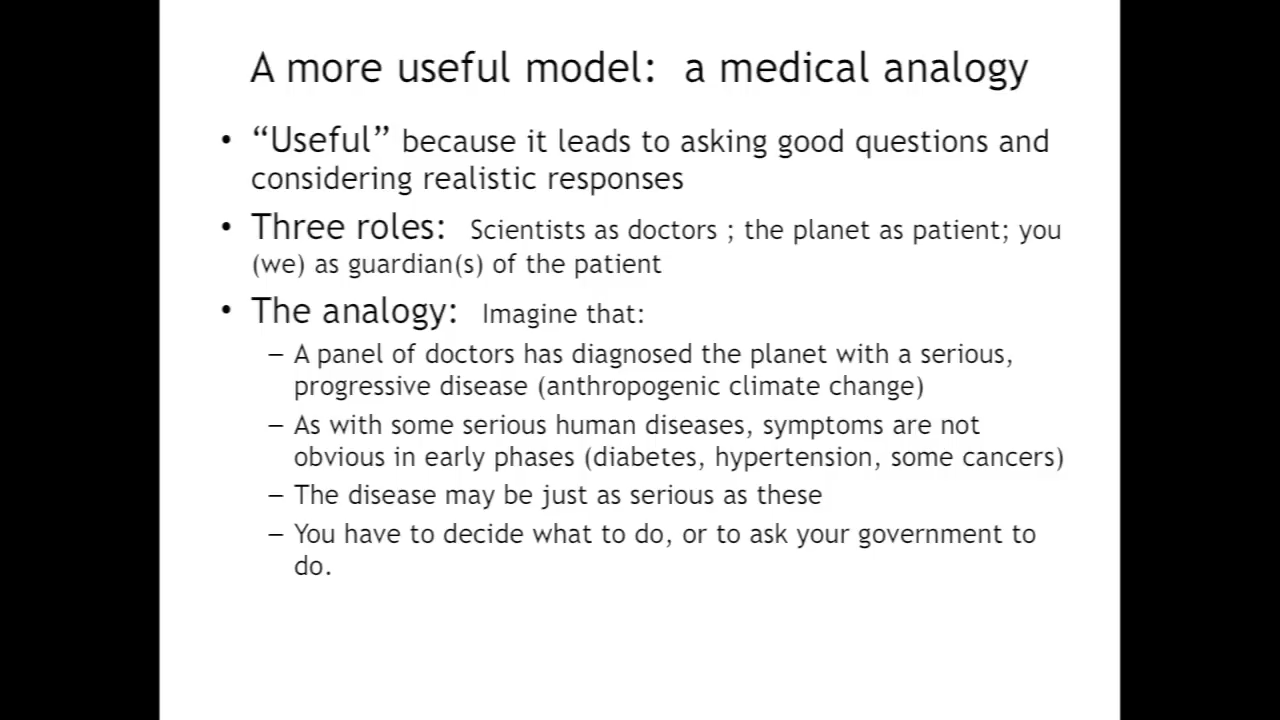 A more useful model: a medical analogy
• “Useful” because it leads to asking good questions and
considering realistic responses
• Three roles: Scientists as doctors ; the planet as patient; you
(we) as guardian(s) of the patient
• The analogy: Imagine that:
– A panel of doctors has diagnosed the planet with a serious,
progressive disease (anthropogenic climate change)
– As with some serious human diseases, symptoms are not
obvious in early phases (diabetes, hypertension, some cancers)
– The disease may be just as serious as these
– You have to decide what to do, or to ask your government to
do.